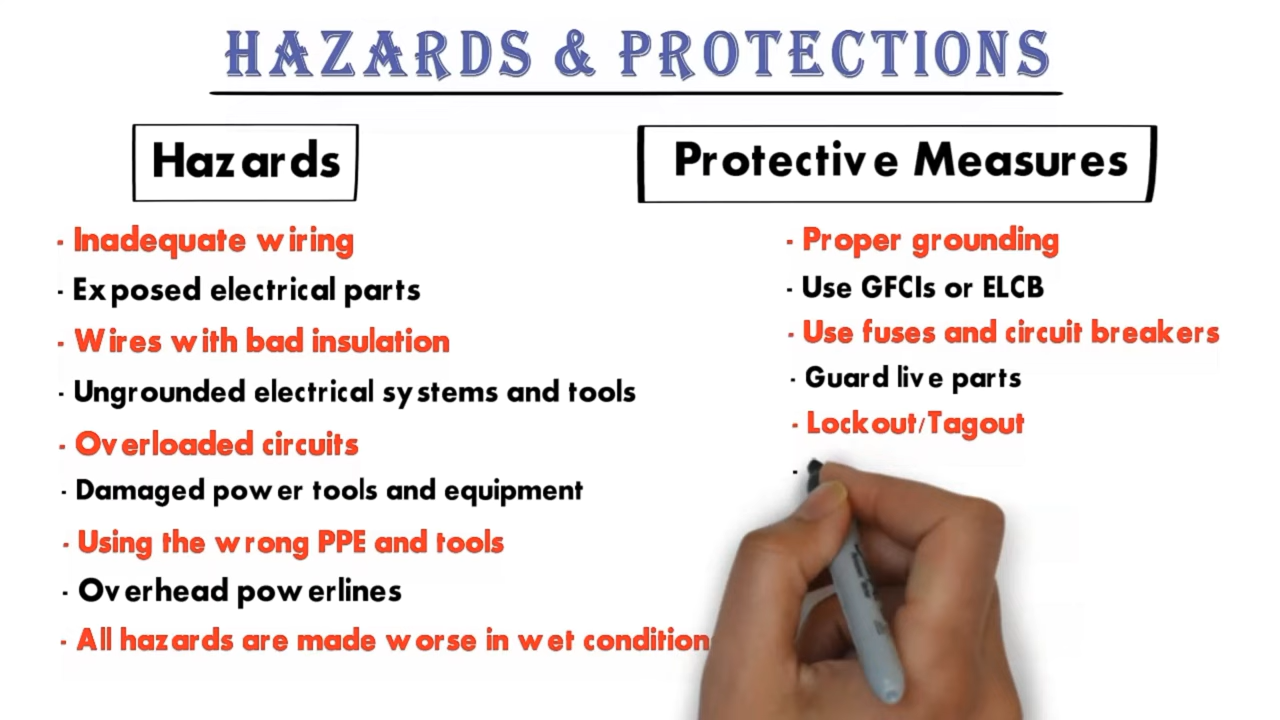 HAZARDS & PROTECTIONS
Hazards
Protective Measures
- Inadequate wiring
- Exposed electrical parts
- Wires with bad insulation
- Ungrounded electrical systems and tools
- Overloaded circuits
- Damaged power tools and equipment
- Using the wrong PPE and tools
- Overhead powerlines
- All hazards are made worse in wet condition
- Proper grounding
- Use GFCIs or ELCB
- Use fuses and circuit breakers
- Guard live parts
- Lockout/Tagout
-